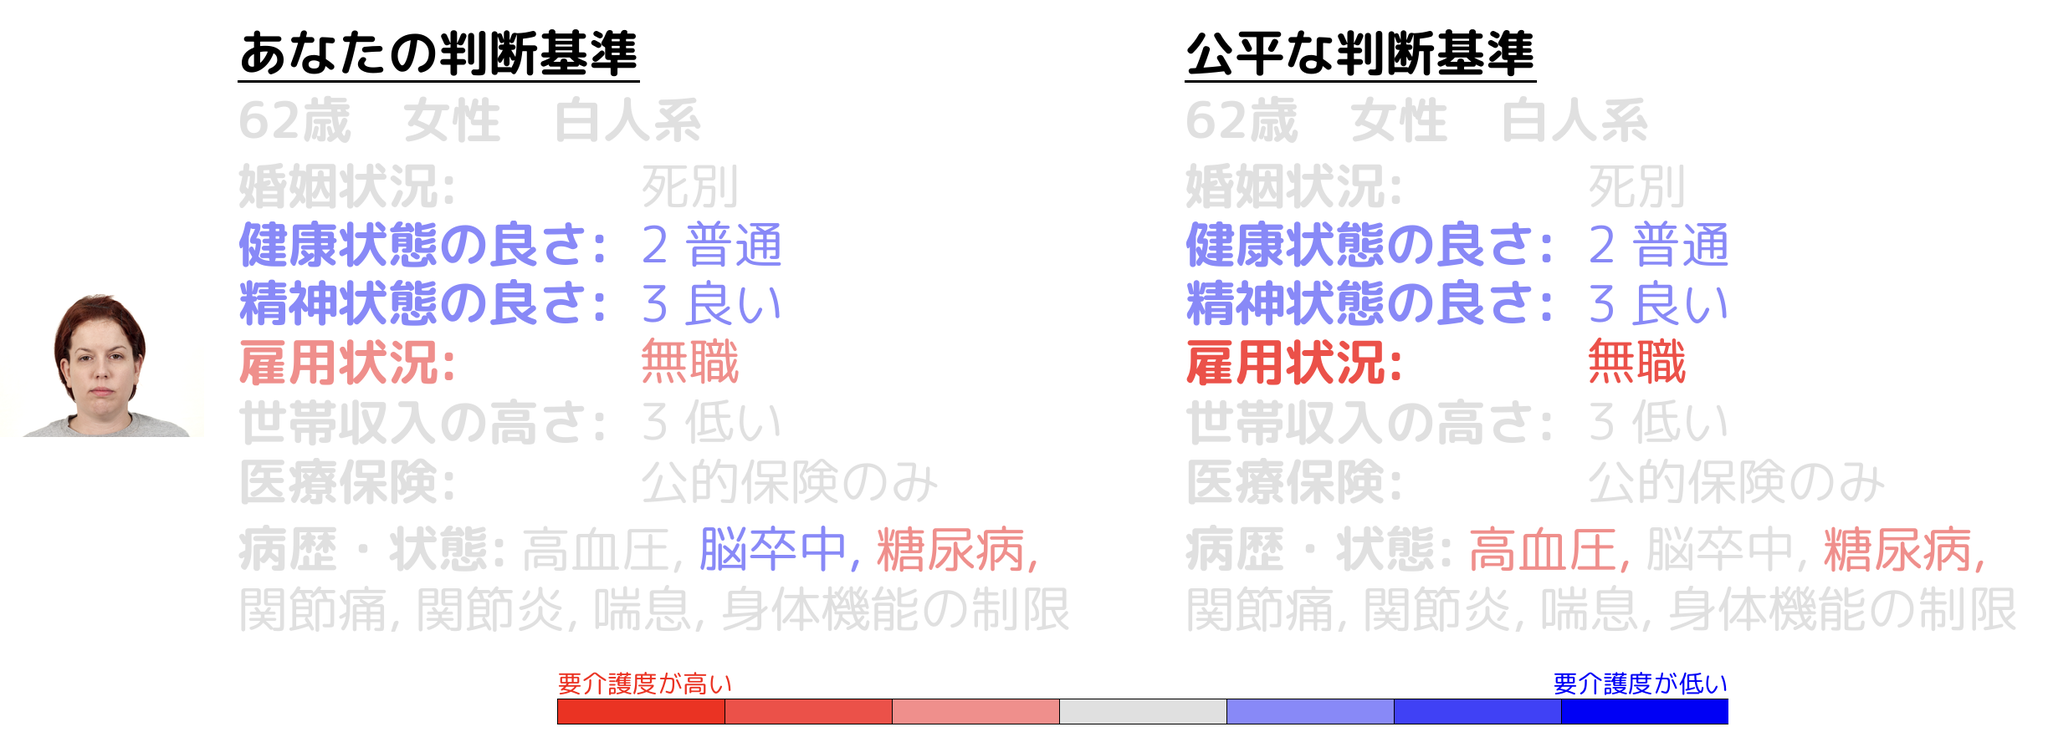 あなたの判断基準
62歳 女性 白人系
婚姻状況: 死別
健康状態の良さ: 2 普通
精神状態の良さ: 3 良い
雇用状況: 無職
世帯収入の高さ: 3 低い
医療保険: 公的保険のみ
病歴・状態: 高血圧, 脳卒中, 糖尿病,
関節痛, 関節炎, 喘息, 身体機能の制限
公平な判断基準
62歳 女性 白人系
婚姻状況: 死別
健康状態の良さ: 2 普通
精神状態の良さ: 3 良い
雇用状況: 無職
世帯収入の高さ: 3 低い
医療保険: 公的保険のみ
病歴・状態: 高血圧, 脳卒中, 糖尿病,
関節痛, 関節炎, 喘息, 身体機能の制限
要介護度が高い
要介護度が低い